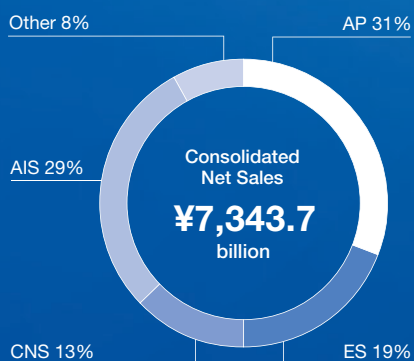 Other 8%
AP 31%
AIS 29%
Consolidated
Net Sales
¥7,343.7
billion
CNS 13%
ES 19%